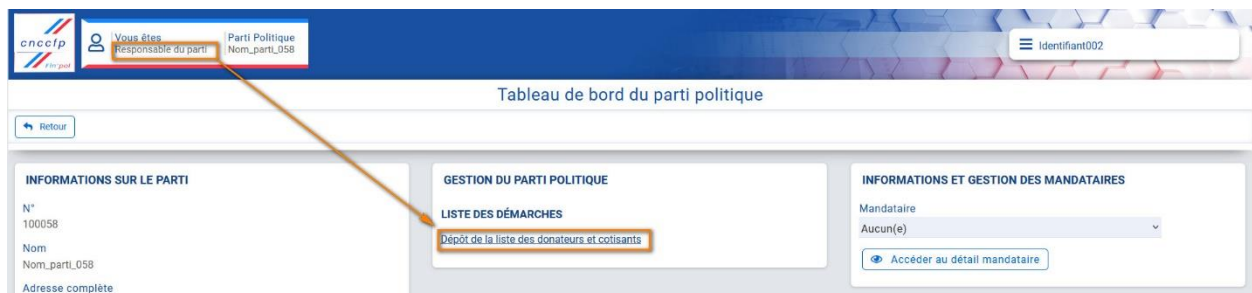 cnccfp
Fin'pol
Vous êtes
Responsable du parti
Parti Politique
Nom_parti_058
Identifiant002
Tableau de bord du parti politique
Retour
INFORMATIONS SUR LE PARTI
N°
100058
Nom
Nom_parti_058
Adresse complète
GESTION DU PARTI POLITIQUE
LISTE DES DÉMARCHES
Dépôt de la liste des donateurs et cotisants
INFORMATIONS ET GESTION DES MANDATAIRES
Mandataire
Aucun(e)
Accéder au détail mandataire